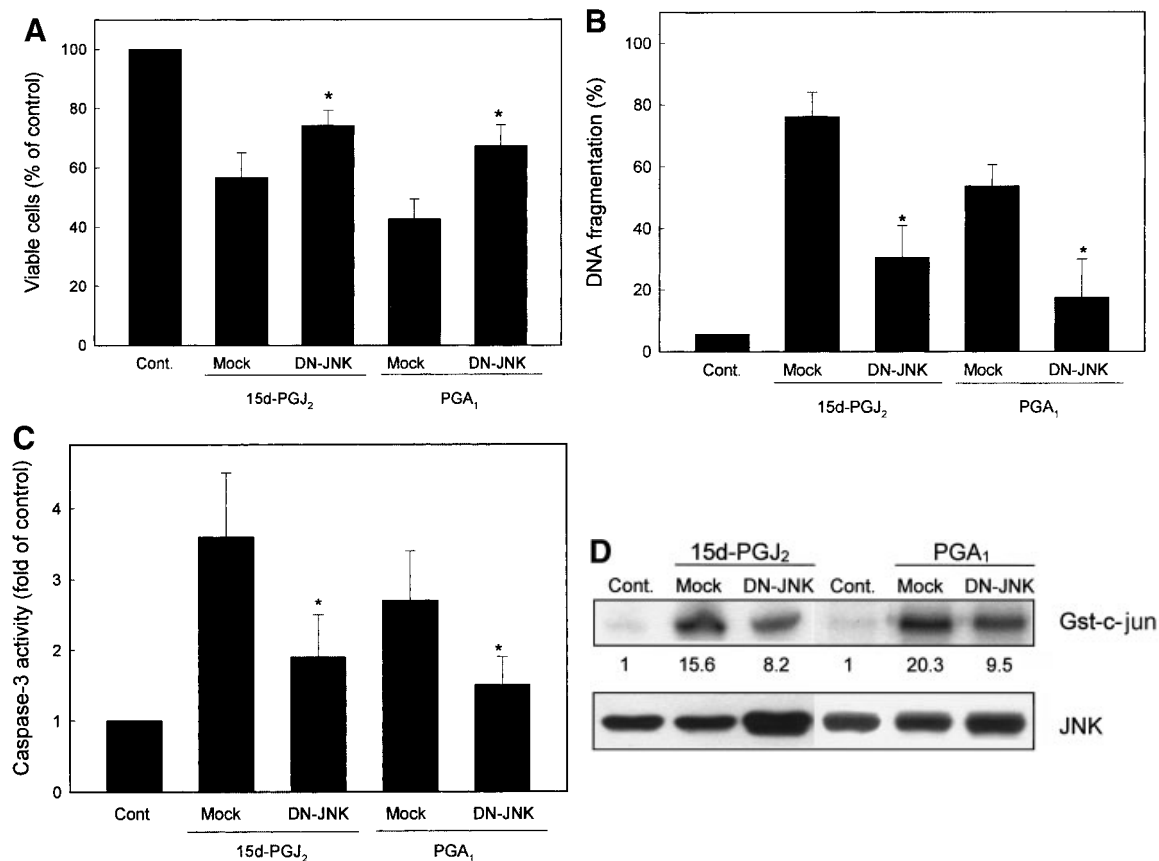 A
Viable cells (% of control)
100
80
60
40
20
0
*
*
Cont.
Mock
DN-JNK
Mock
DN-JNK
15d-PGJ₂
PGA₁
B
DNA fragmentation (%)
100
80
60
40
20
0
*
*
Cont.
Mock
DN-JNK
Mock
DN-JNK
15d-PGJ₂
PGA₁
C
Caspase-3 activity (fold of control)
4
3
2
1
0
*
*
Cont
Mock
DN-JNK
Mock
DN-JNK
15d-PGJ₂
PGA₁
D
15d-PGJ₂ PGA₁
Cont. Mock DN-JNK Cont. Mock DN-JNK
Gst-c-jun
1 15.6 8.2 1 20.3 9.5
JNK